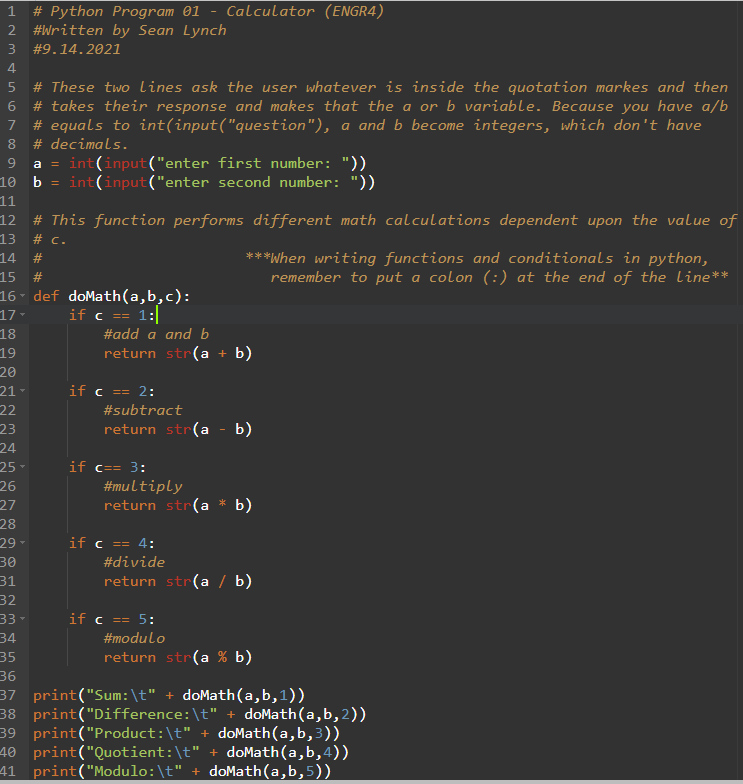 1 # Python Program 01 - Calculator (ENGR4)
2 #Written by Sean Lynch
3 #9.14.2021
4
5 # These two lines ask the user whatever is inside the quotation markes and then
6 # takes their response and makes that the a or b variable. Because you have a/b
7 # equals to int(input("question"), a and b become integers, which don't have
8 # decimals.
9 a = int(input("enter first number: "))
10 b = int(input("enter second number: "))
11
12 # This function performs different math calculations dependent upon the value of
13 # c.
14 #                       ***When writing functions and conditionals in python,
15 #                          remember to put a colon (:) at the end of the line**
16 def doMath(a,b,c):
17     if c == 1:
18         #add a and b
19         return str(a + b)
20
21     if c == 2:
22         #subtract
23         return str(a - b)
24
25     if c== 3:
26         #multiply
27         return str(a * b)
28
29     if c == 4:
30         #divide
31         return str(a / b)
32
33     if c == 5:
34         #modulo
35         return str(a % b)
36
37 print("Sum:\t" + doMath(a,b,1))
38 print("Difference:\t" + doMath(a,b,2))
39 print("Product:\t" + doMath(a,b,3))
40 print("Quotient:\t" + doMath(a,b,4))
41 print("Modulo:\t" + doMath(a,b,5))